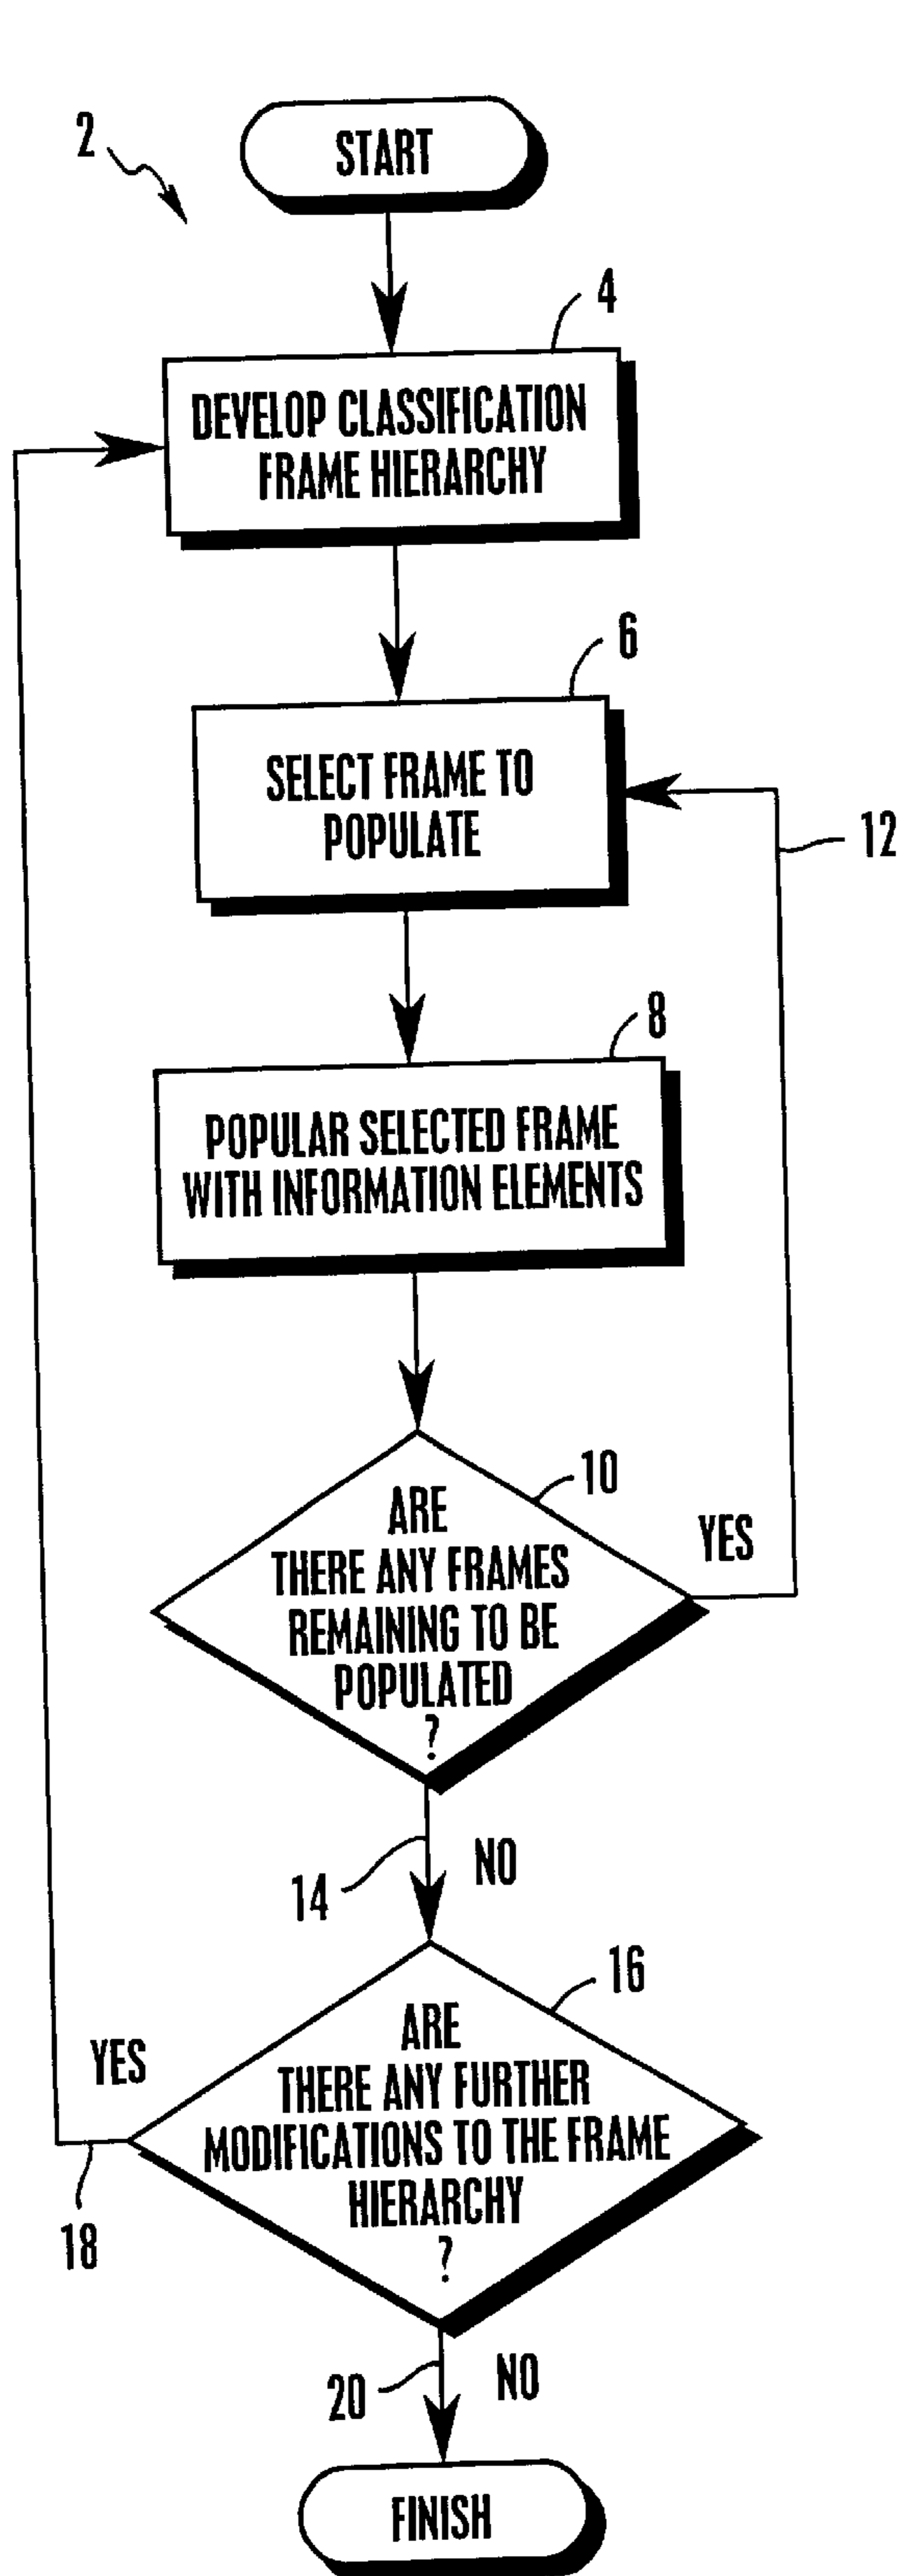 2
START
4
DEVELOP CLASSIFICATION
FRAME HIERARCHY
6
SELECT FRAME TO
POPULATE
12
8
POPULAR SELECTED FRAME
WITH INFORMATION ELEMENTS
10
ARE
THERE ANY FRAMES
REMAINING TO BE
POPULATED
?
YES
14
NO
16
ARE
THERE ANY FURTHER
MODIFICATIONS TO THE FRAME
HIERARCHY
?
YES
18
20
NO
FINISH